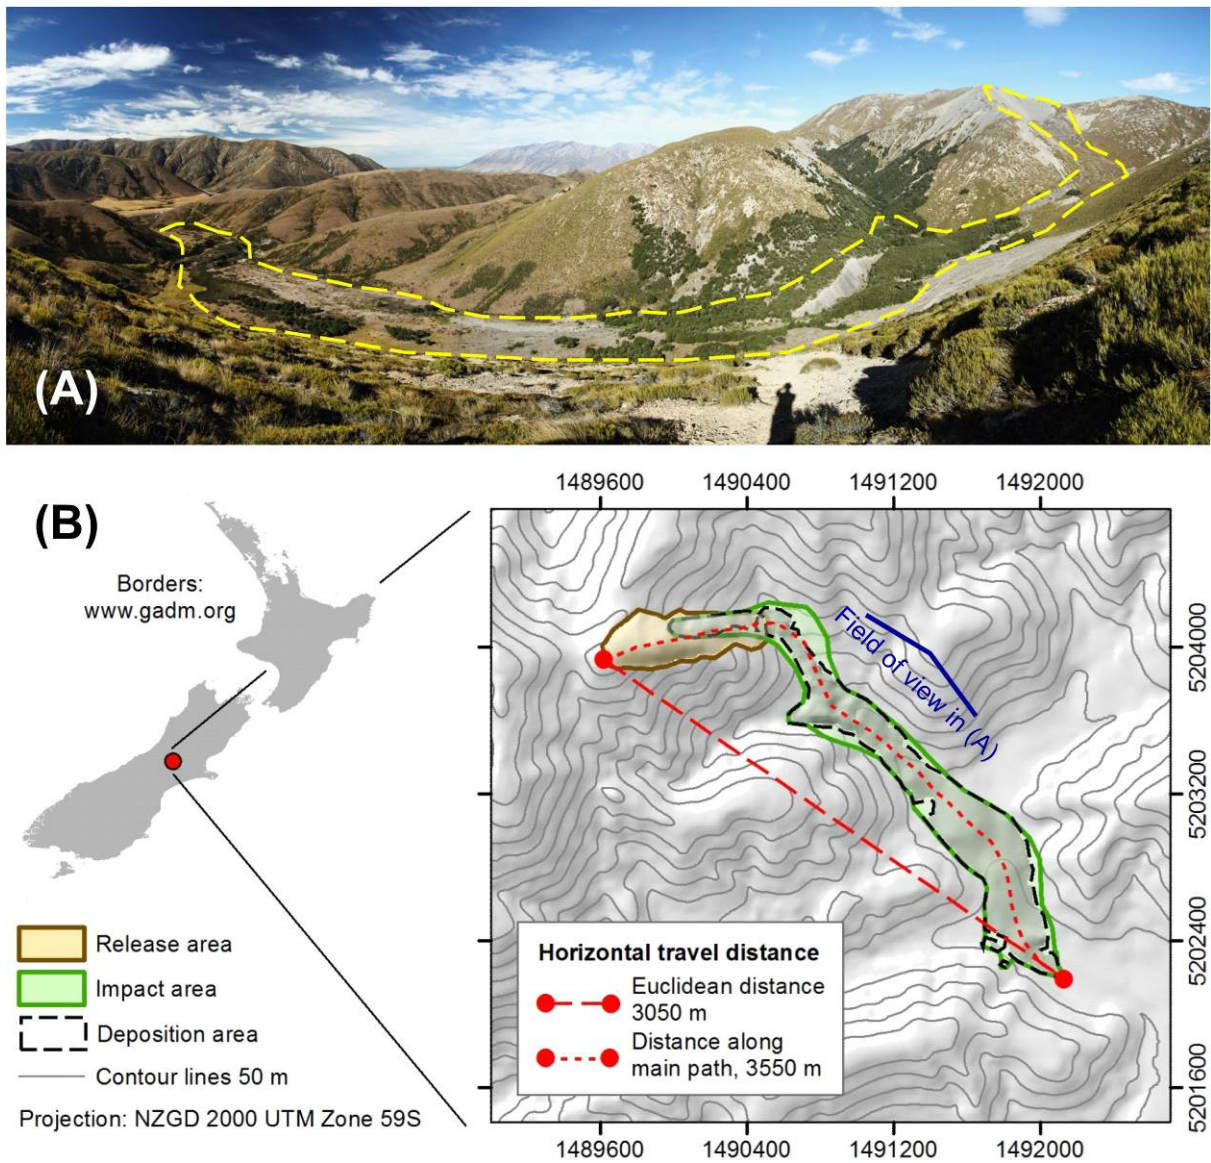 (A)
(B)
Borders:
www.gadm.org
1489600 1490400 1491200 1492000
5204000
5203200
5202400
5201600
Field of view in (A)
Release area
Impact area
Deposition area
Contour lines 50 m
Projection: NZGD 2000 UTM Zone 59S
Horizontal travel distance
Euclidean distance
3050 m
Distance along
main path, 3550 m
1489600 1490400 1491200 1492000